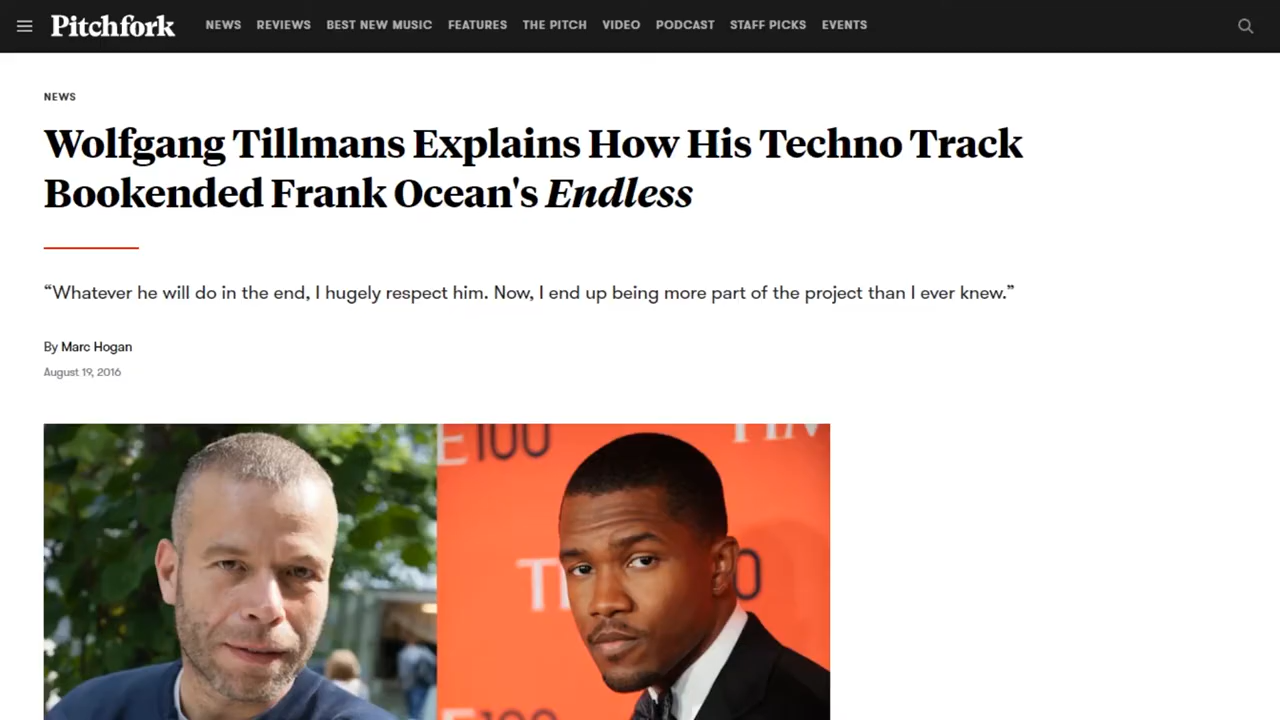 Pitchfork NEWS REVIEWS BEST NEW MUSIC FEATURES THE PITCH VIDEO PODCAST STAFF PICKS EVENTS
NEWS
Wolfgang Tillmans Explains How His Techno Track
Bookended Frank Ocean's Endless
“Whatever he will do in the end, I hugely respect him. Now, I end up being more part of the project than I ever knew.”
By Marc Hogan
August 19, 2016
E 100